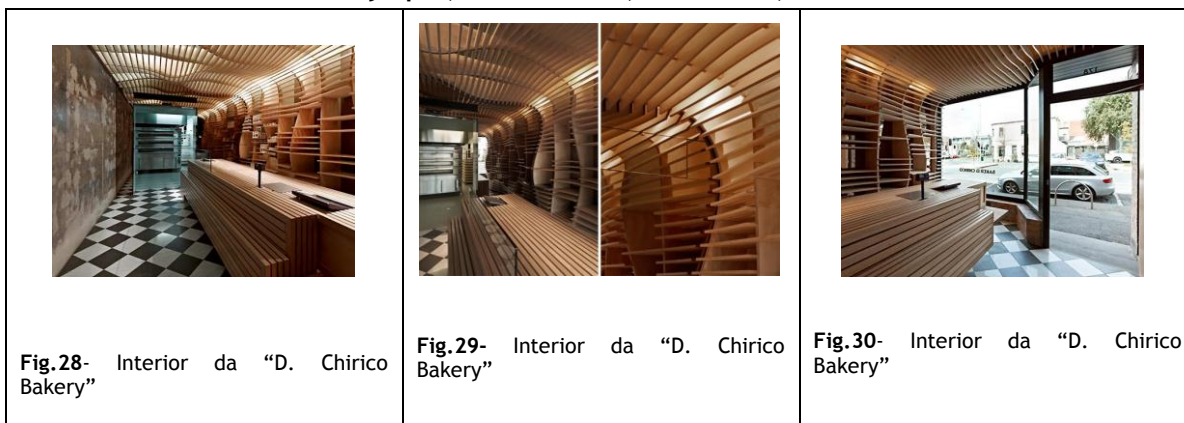 Fig.28- Interior da “D. Chirico
Bakery”
Fig.29- Interior da “D. Chirico
Bakery”
Fig.30- Interior da “D. Chirico
Bakery”